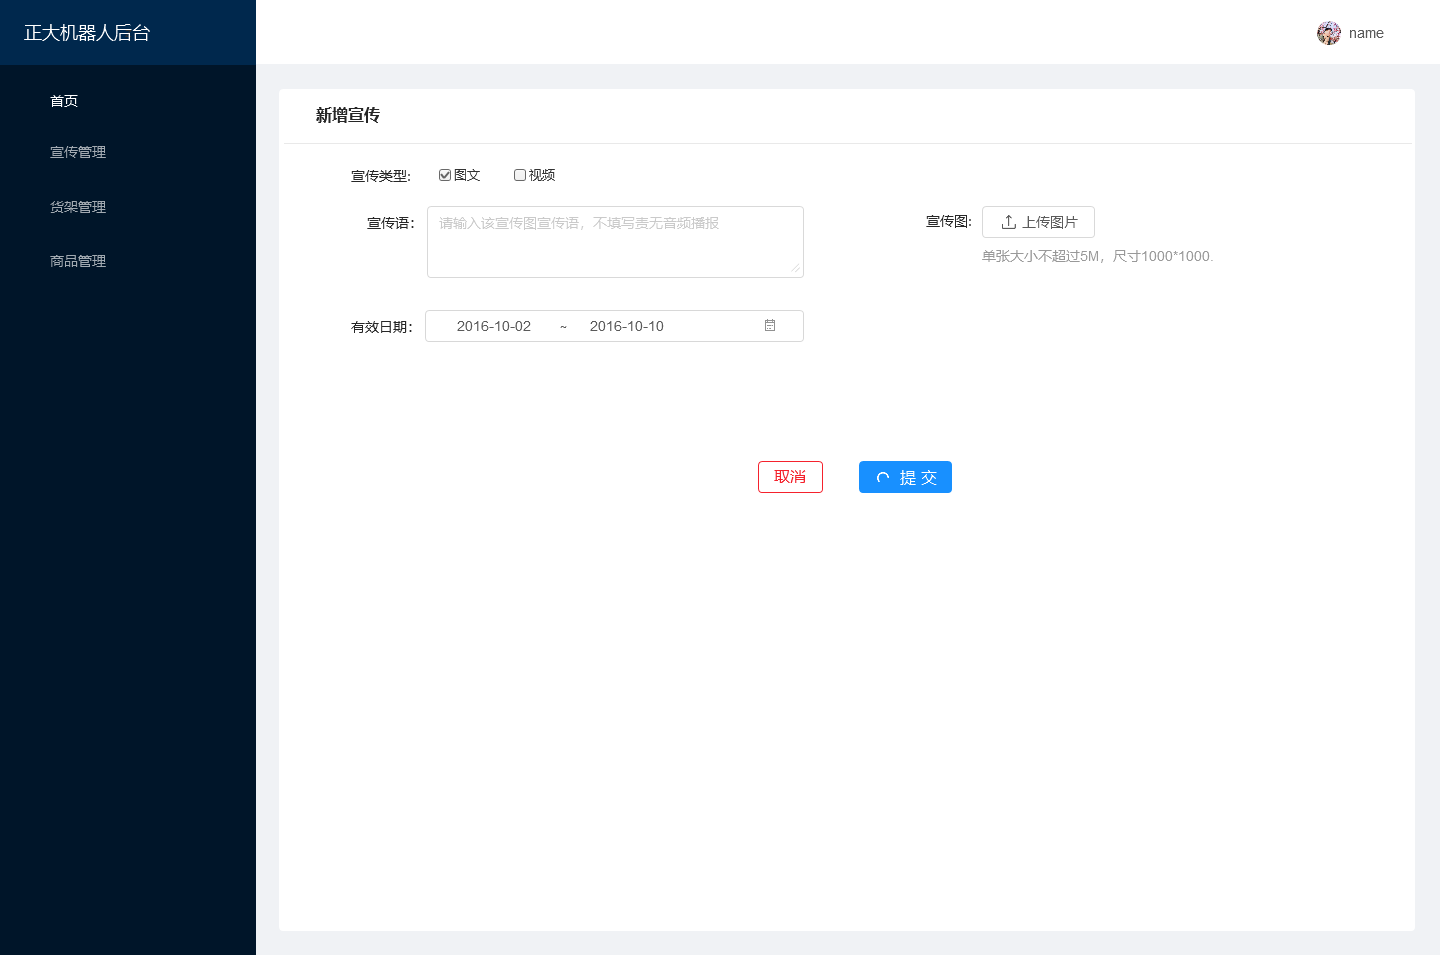 正大机器人后台
name
首页
宣传管理
货架管理
商品管理
新增宣传
宣传类型:
图文
视频
宣传语：
请输入该宣传图宣传语，不填写责无音频播报
宣传图:
上传图片
单张大小不超过5M，尺寸1000*1000.
有效日期：
2016-10-02 ~ 2016-10-10
取消
提 交